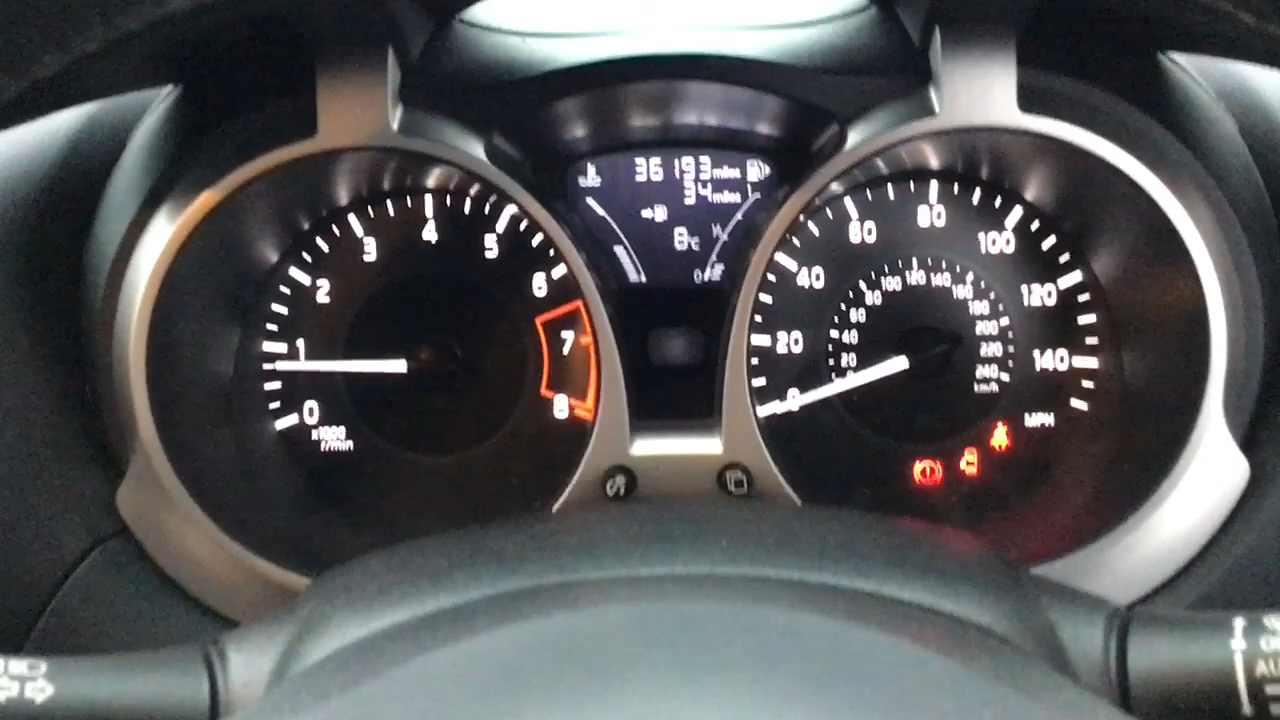 36193 miles
94 miles
8°C
H
1
0
0 1 2 3 4 5 6 7 8
x1000
r/min
0 20 40 60 80 100 120 140
MPH
20 40 60 80 100 120 140 160 180 200 220 240
km/h